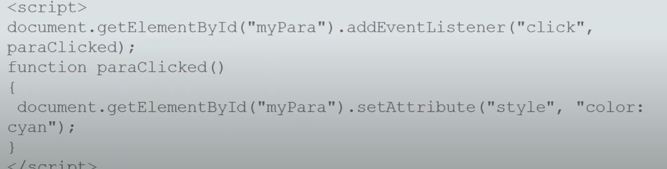 <script>
document.getElementById("myPara").addEventListener("click",
paraClicked);
function paraClicked()
{
document.getElementById("myPara").setAttribute("style", "color:
cyan");
}
</script>